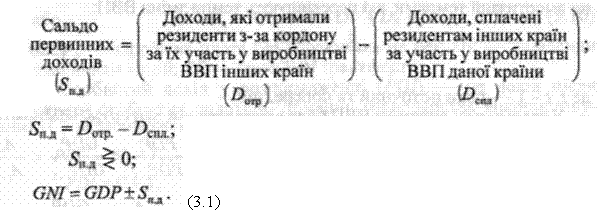 Сальдо первинних доходів (Sп.д) = (Доходи, які отримали резиденти з-за кордону за їх участь у виробництві ВВП інших країн) (Dотр) − (Доходи, сплачені резидентам інших країн за участь у виробництві ВВП даної країни) (Dспл) ;
Sп.д = Dотр. − Dспл.;
Sп.д ⋛ 0;
GNI = GDP ± Sп.д . (3.1)